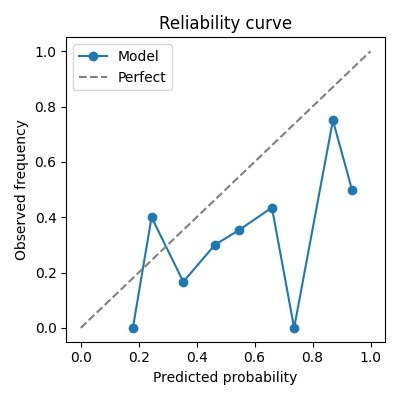 Reliability curve
Model
Perfect
Observed frequency
1.0
0.8
0.6
0.4
0.2
0.0
0.0 0.2 0.4 0.6 0.8 1.0
Predicted probability